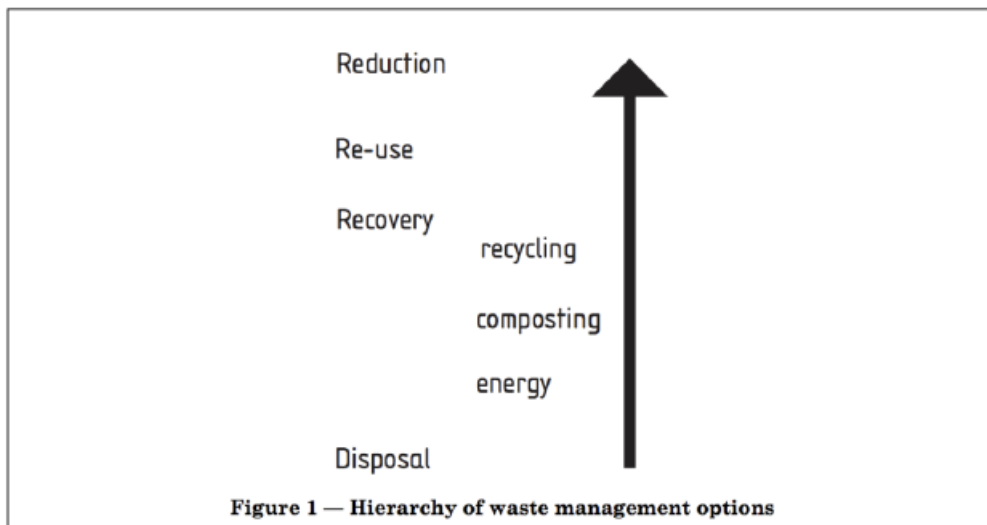 Reduction
Re-use
Recovery
recycling
composting
energy
Disposal
Figure 1 — Hierarchy of waste management options